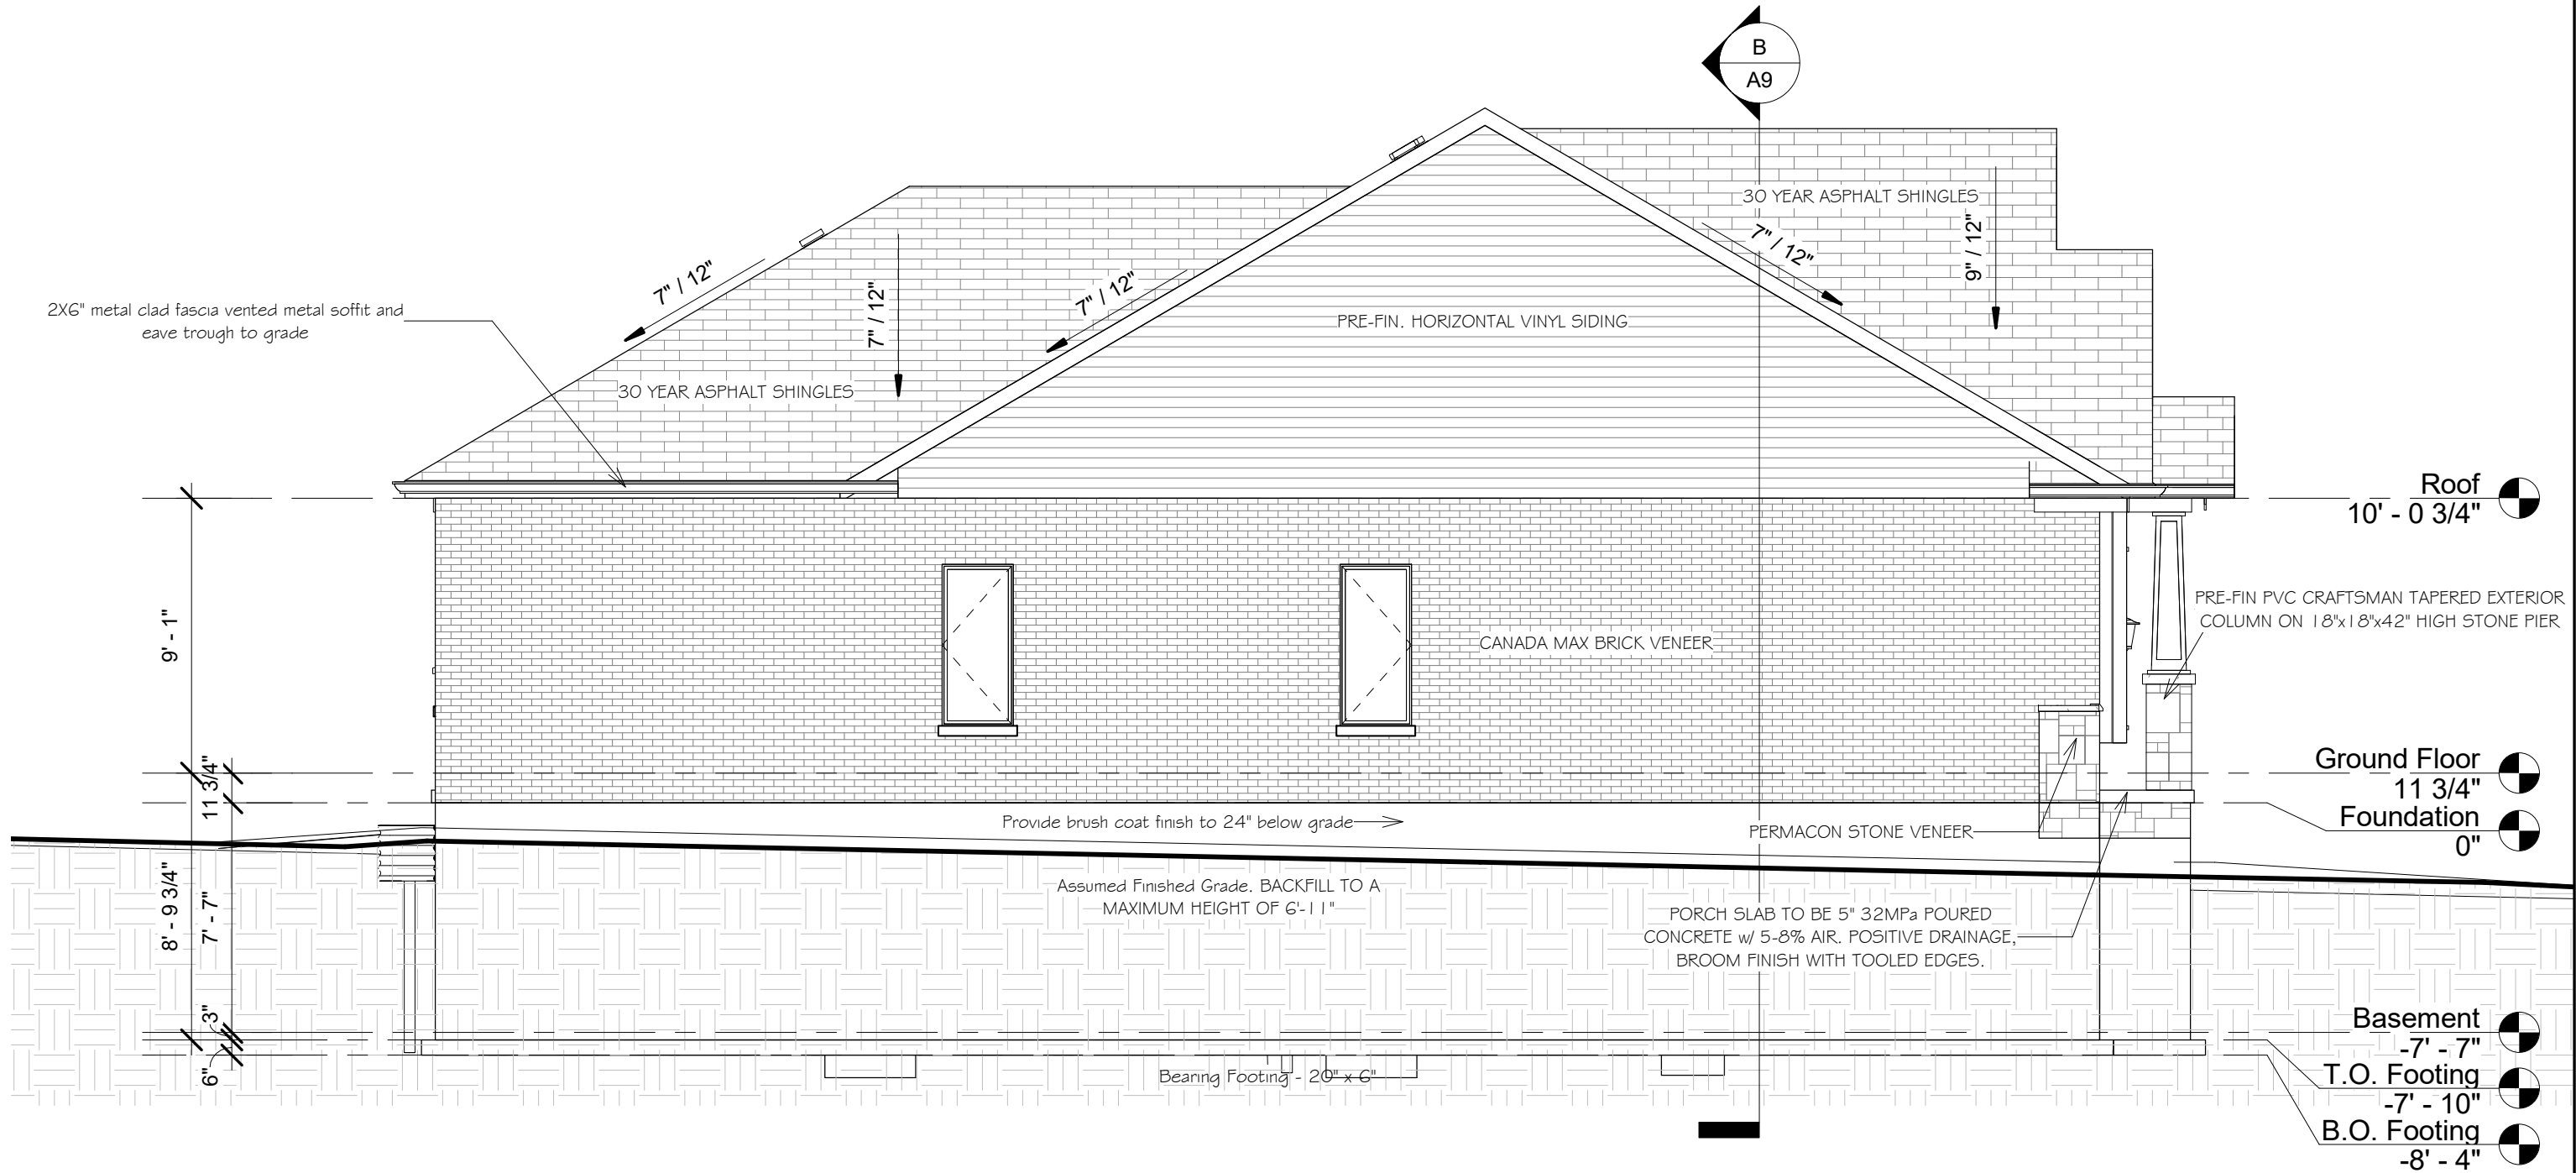 B
A9
30 YEAR ASPHALT SHINGLES
7" / 12"
9" / 12"
7" / 12"
7" / 12"
7" / 12"
2X6" metal clad fascia vented metal soffit and
eave trough to grade
PRE-FIN. HORIZONTAL VINYL SIDING
30 YEAR ASPHALT SHINGLES
Roof
10' - 0 3/4"
9' - 1"
PRE-FIN PVC CRAFTSMAN TAPERED EXTERIOR
COLUMN ON 18"x18"x42" HIGH STONE PIER
CANADA MAX BRICK VENEER
Ground Floor
11 3/4"
11 3/4"
Foundation
0"
Provide brush coat finish to 24" below grade
PERMACON STONE VENEER
Assumed Finished Grade. BACKFILL TO A
MAXIMUM HEIGHT OF 6'-11"
8' - 9 3/4"
7' - 7"
PORCH SLAB TO BE 5" 32MPa POURED
CONCRETE w/ 5-8% AIR. POSITIVE DRAINAGE,
BROOM FINISH WITH TOOLED EDGES.
3"
6"
Basement
-7' - 7"
Bearing Footing - 20" x 6"
T.O. Footing
-7' - 10"
B.O. Footing
-8' - 4"